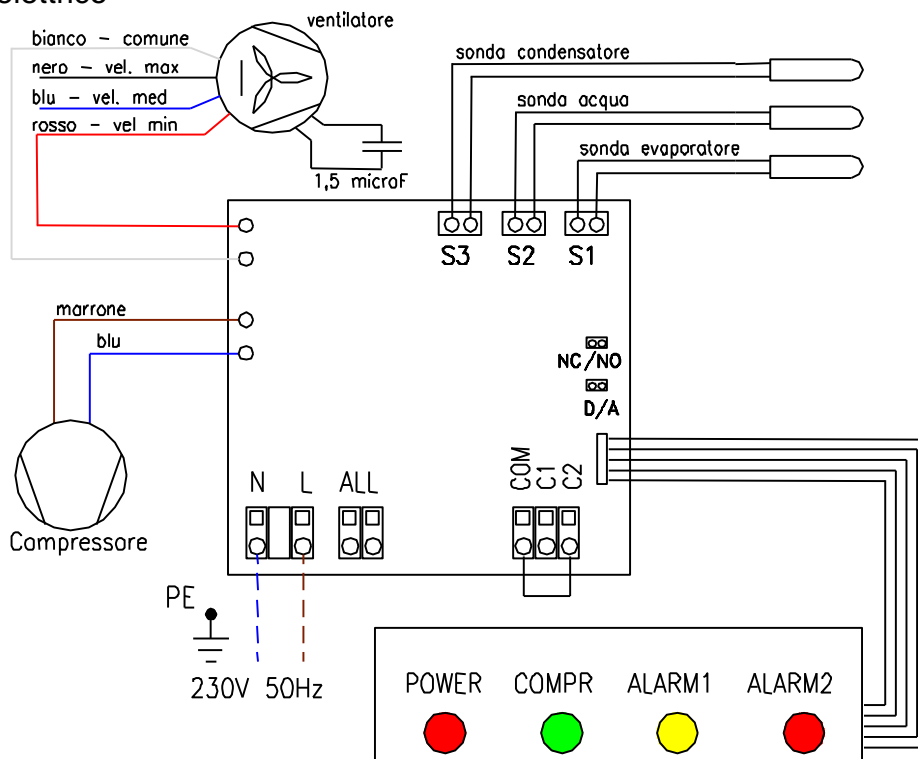 ventilatore
bianco - comune
nero - vel. max
blu - vel. med
rosso - vel min
1,5 microF
sonda condensatore
sonda acqua
sonda evaporatore
S3 S2 S1
marrone
blu
NC/NO
D/A
Compressore
N L ALL COM C1 C2
PE
230V 50Hz
POWER COMPR ALARM1 ALARM2